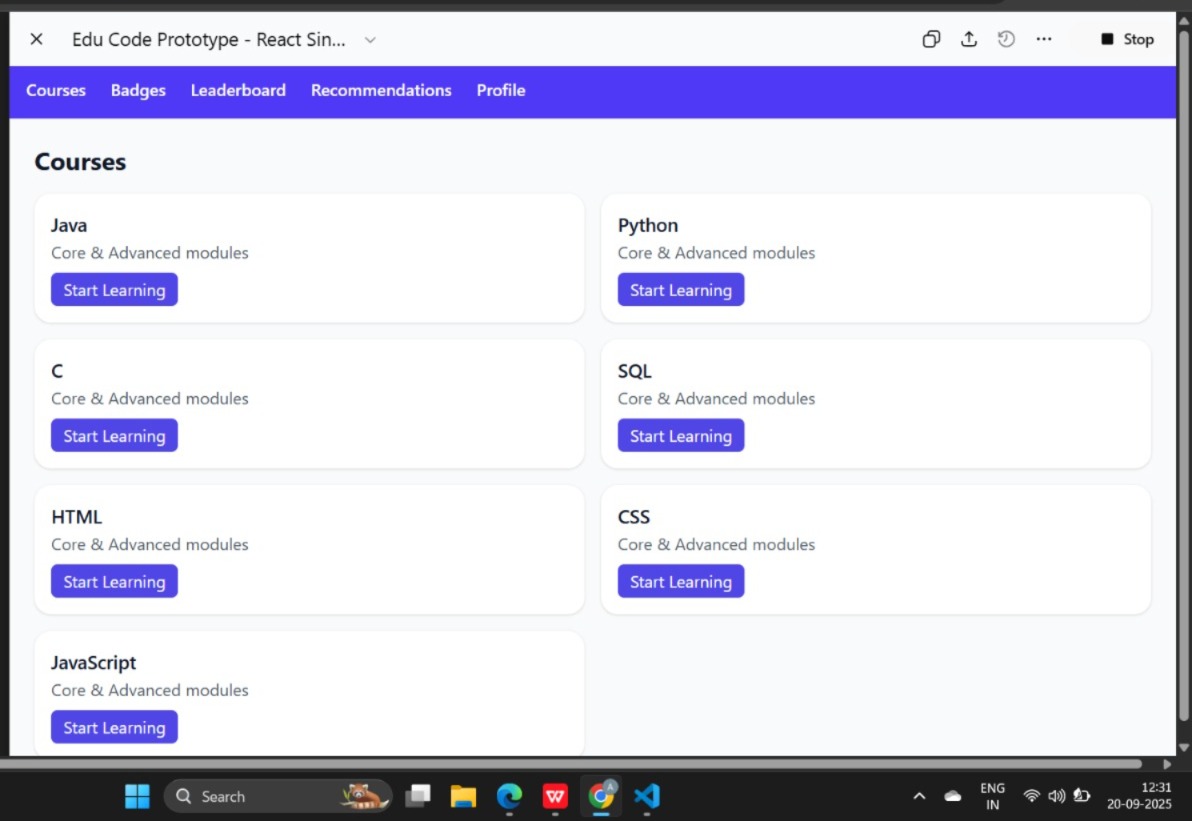 Edu Code Prototype - React Sin...
Stop
Courses Badges Leaderboard Recommendations Profile
Courses
Java
Core & Advanced modules
Start Learning
Python
Core & Advanced modules
Start Learning
C
Core & Advanced modules
Start Learning
SQL
Core & Advanced modules
Start Learning
HTML
Core & Advanced modules
Start Learning
CSS
Core & Advanced modules
Start Learning
JavaScript
Core & Advanced modules
Start Learning
Search
W
A
ENG
IN
12:31
20-09-2025